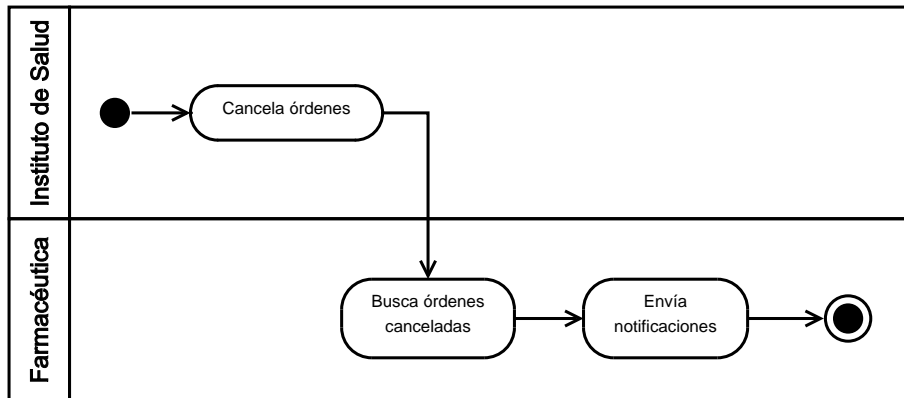 Instituto de Salud
Cancela órdenes
Farmacéutica
Busca órdenes
canceladas
Envía
notificaciones